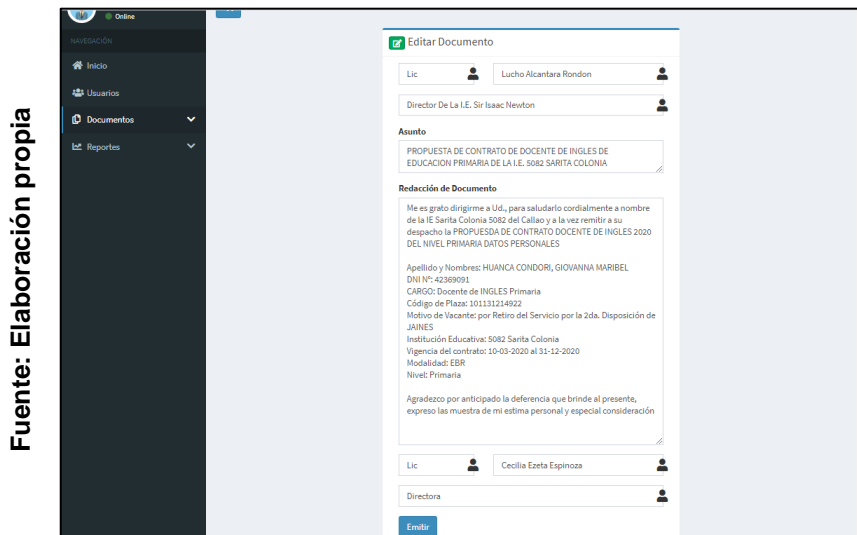 Fuente: Elaboración propia
Online
NAVEGACIÓN
Inicio
Usuarios
Documentos
Reportes
Editar Documento
Lic
Lucho Alcantara Rondon
Director De La I.E. Sir Isaac Newton
Asunto
PROPUESTA DE CONTRATO DE DOCENTE DE INGLES DE
EDUCACION PRIMARIA DE LA I.E. 5082 SARITA COLONIA
Redacción de Documento
Me es grato dirigirme a Ud., para saludarlo cordialmente a nombre
de la IE Sarita Colonia 5082 del Callao y a la vez remitir a su
despacho la PROPUESDA DE CONTRATO DOCENTE DE INGLES 2020
DEL NIVEL PRIMARIA DATOS PERSONALES
Apellido y Nombres: HUANCA CONDORI, GIOVANNA MARIBEL
DNI Nº: 42369091
CARGO: Docente de INGLES Primaria
Código de Plaza: 101131214922
Motivo de Vacante: por Retiro del Servicio por la 2da. Disposición de
JAINES
Institución Educativa: 5082 Sarita Colonia
Vigencia del contrato: 10-03-2020 al 31-12-2020
Modalidad: EBR
Nivel: Primaria
Agradezco por anticipado la deferencia que brinde al presente,
expreso las muestra de mi estima personal y especial consideración
Lic
Cecilia Ezeta Espinoza
Directora
Emitir